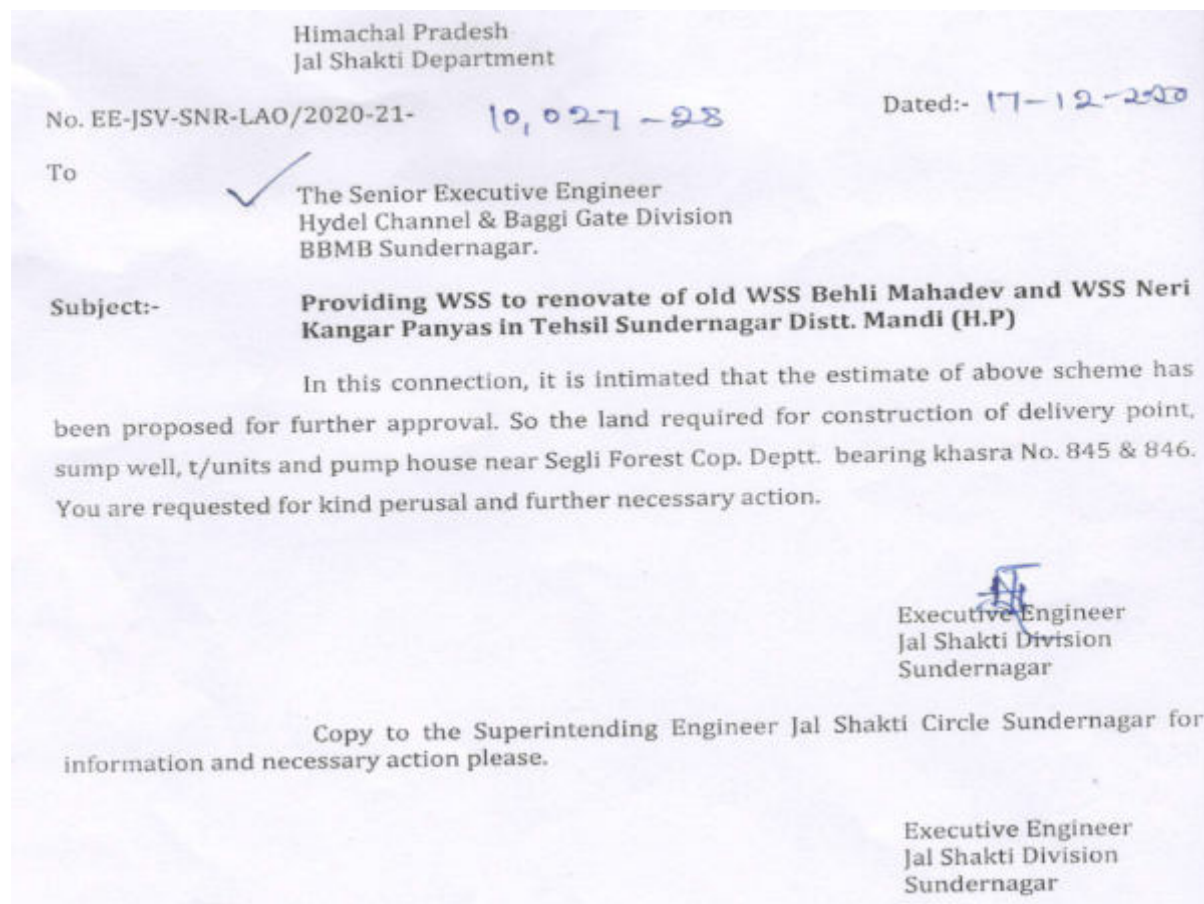 Himachal Pradesh
Jal Shakti Department
No. EE-JSV-SNR-LAO/2020-21- 10,027-28 Dated:- 17-12-2020
To
The Senior Executive Engineer
Hydel Channel & Baggi Gate Division
BBMB Sundernagar.
Subject:- Providing WSS to renovate of old WSS Behli Mahadev and WSS Neri
Kangar Panyas in Tehsil Sundernagar Distt. Mandi (H.P)
In this connection, it is intimated that the estimate of above scheme has
been proposed for further approval. So the land required for construction of delivery point,
sump well, t/units and pump house near Segli Forest Cop. Deptt. bearing khasra No. 845 & 846.
You are requested for kind perusal and further necessary action.
Executive Engineer
Jal Shakti Division
Sundernagar
Copy to the Superintending Engineer Jal Shakti Circle Sundernagar for
information and necessary action please.
Executive Engineer
Jal Shakti Division
Sundernagar